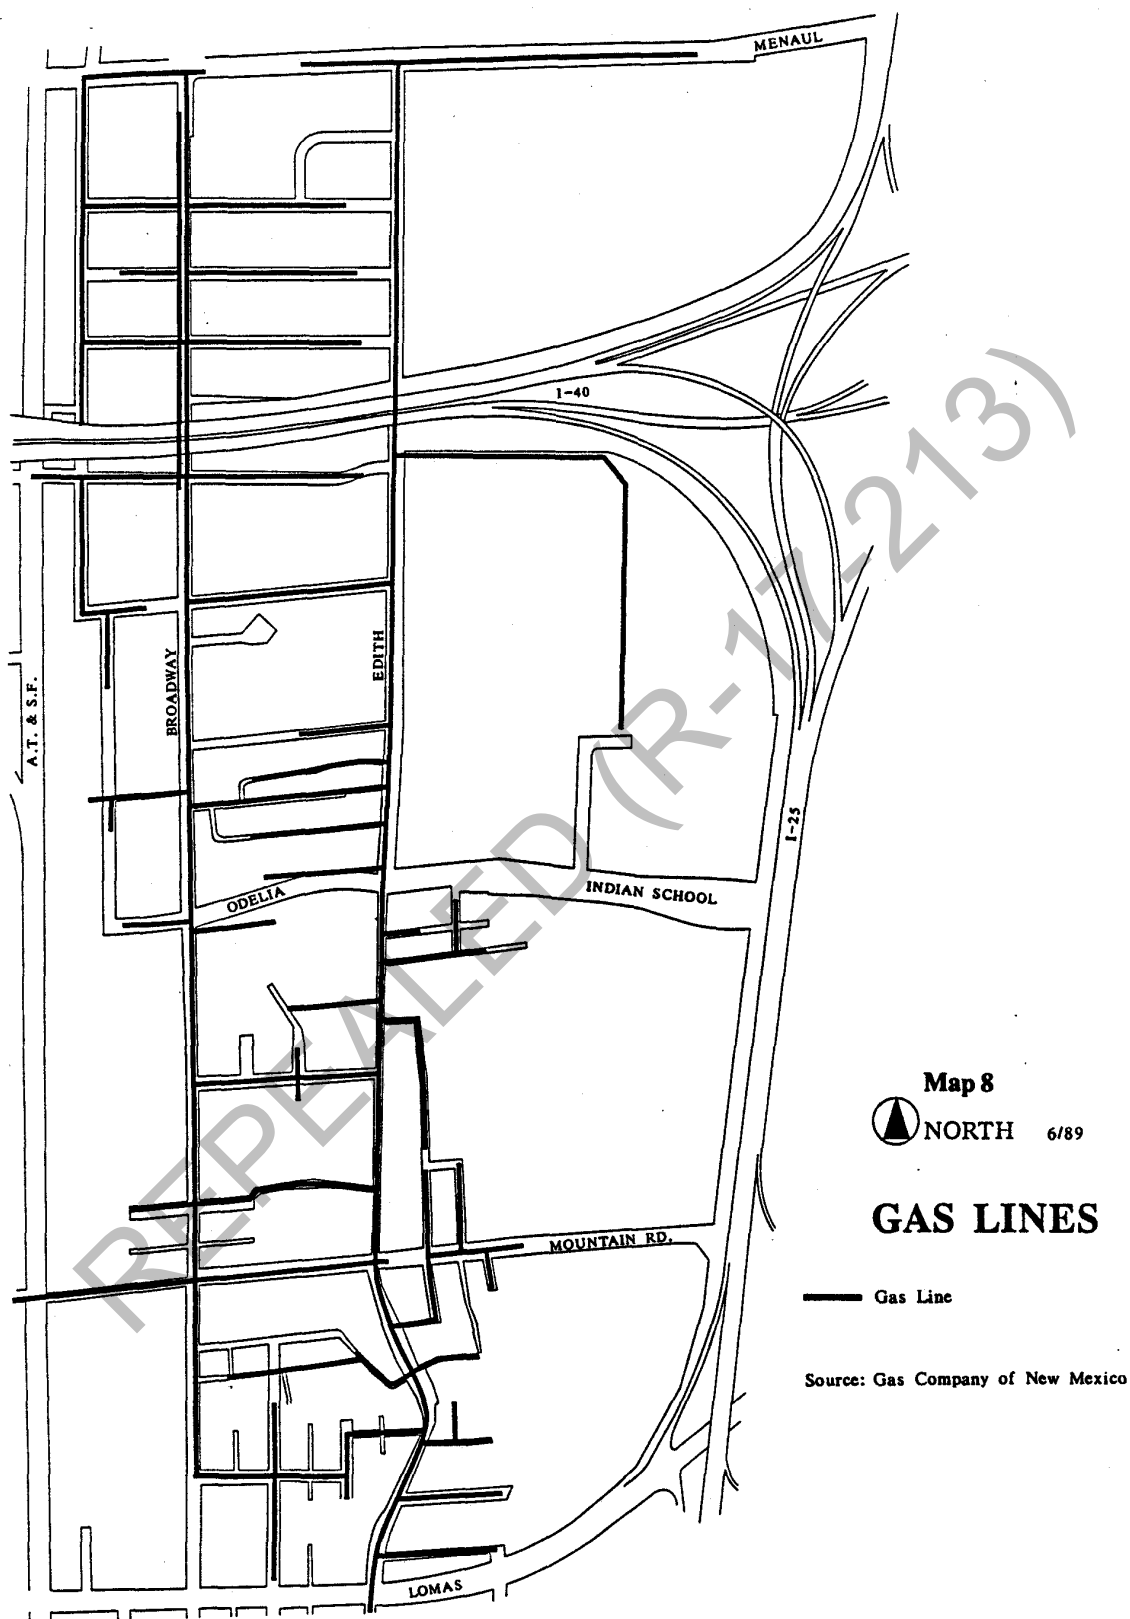 MENAUL
I-40
EDITH
BROADWAY
A.T. & S.F.
I-25
ODELIA
INDIAN SCHOOL
Map 8
NORTH 6/89
GAS LINES
MOUNTAIN RD.
Gas Line
Source: Gas Company of New Mexico
LOMAS
REPEALED (R-17-213)